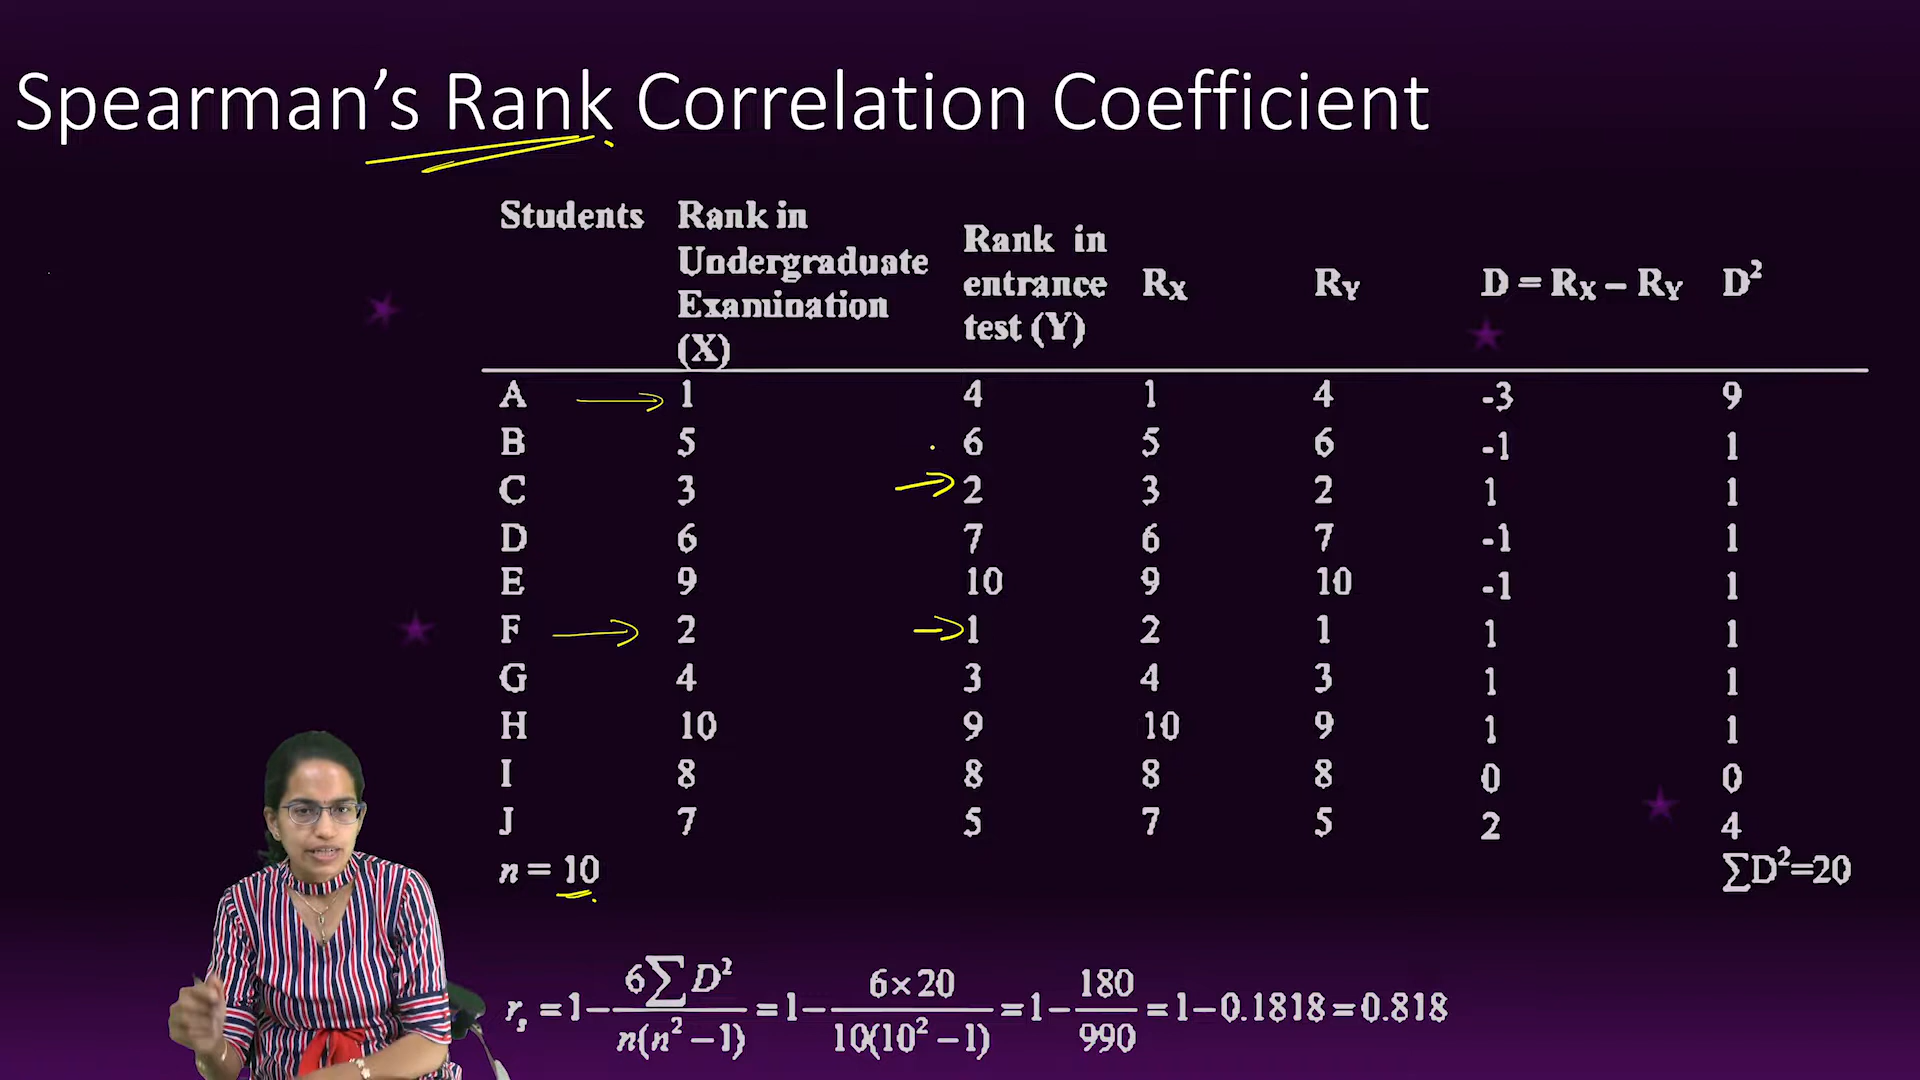 Spearman's Rank Correlation Coefficient
Students Rank in Undergraduate Examination (X) Rank in entrance test (Y) RX RY D = RX – RY D²
A 1 4 1 4 -3 9
B 5 6 5 6 -1 1
C 3 2 3 2 1 1
D 6 7 6 7 -1 1
E 9 10 9 10 -1 1
F 2 1 2 1 1 1
G 4 3 4 3 1 1
H 10 9 10 9 1 1
I 8 8 8 8 0 0
J 7 5 7 5 2 4
n = 10 ∑D²=20
rs = 1 − 6∑D² / n(n² − 1) = 1 − 6×20 / 10(10² − 1) = 1 − 180 / 990 = 1 − 0.1818 = 0.818